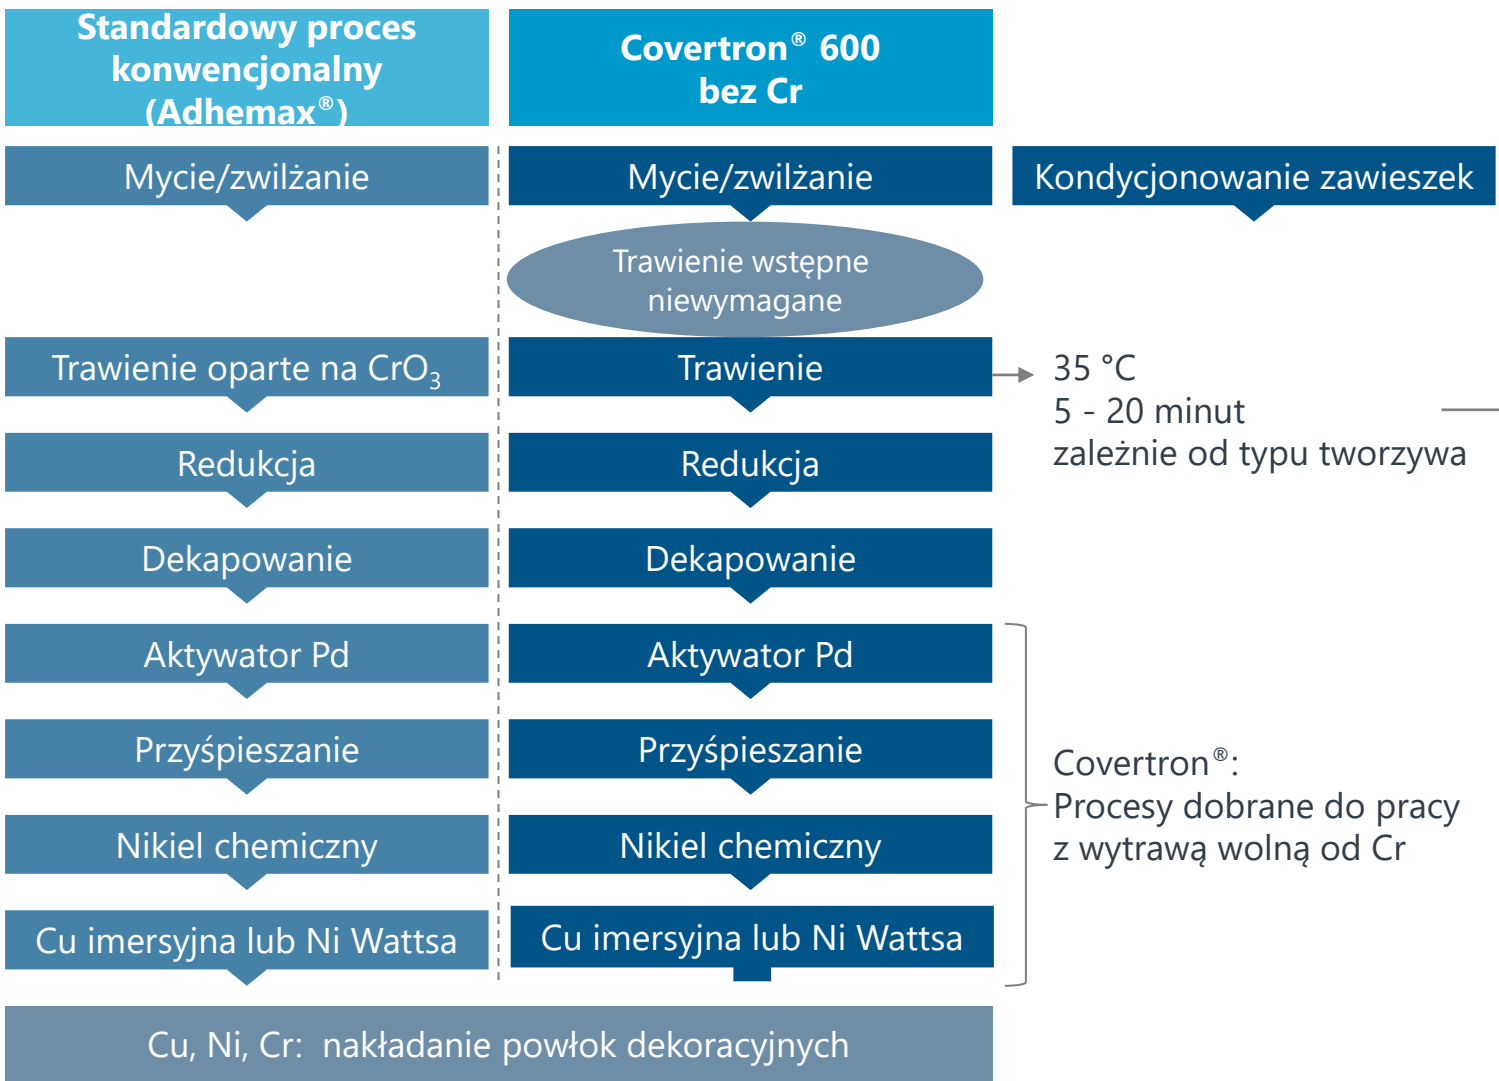 Standardowy proces
konwencjonalny
(Adhemax®)
Covertron® 600
bez Cr
Mycie/zwilżanie
Mycie/zwilżanie
Kondycjonowanie zawieszek
Trawienie wstępne
niewymagane
Trawienie oparte na CrO₃
Trawienie
35 °C
5 - 20 minut
zależnie od typu tworzywa
Redukcja
Redukcja
Dekapowanie
Dekapowanie
Aktywator Pd
Aktywator Pd
Przyśpieszanie
Przyśpieszanie
Covertron®:
Procesy dobrane do pracy
z wytrawą wolną od Cr
Nikiel chemiczny
Nikiel chemiczny
Cu imersyjna lub Ni Wattsa
Cu imersyjna lub Ni Wattsa
Cu, Ni, Cr: nakładanie powłok dekoracyjnych